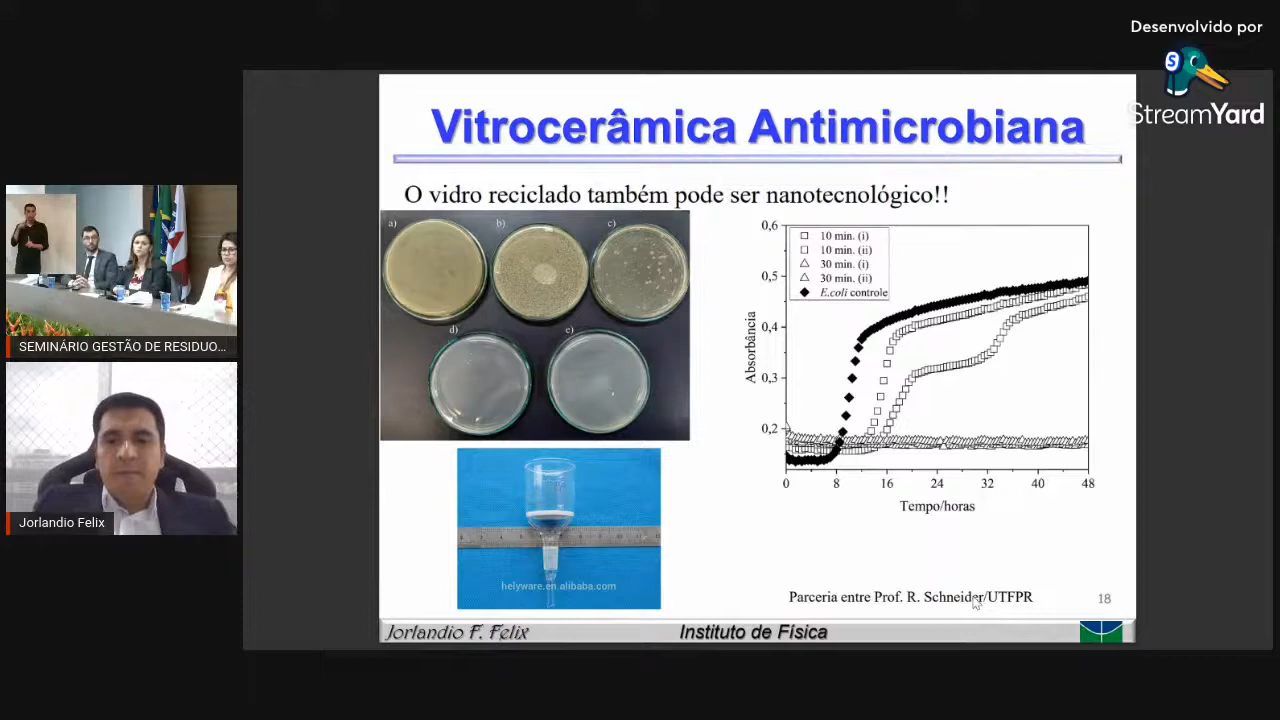 Desenvolvido por
StreamYard
SEMINÁRIO GESTÃO DE RESIDUO...
Jorlandio Felix
Vitrocerâmica Antimicrobiana
O vidro reciclado também pode ser nanotecnológico!!
a)
b)
c)
d)
e)
helyware.en.alibaba.com
0,6
0,5
0,4
0,3
0,2
Absorbância
10 min. (i)
10 min. (ii)
30 min. (i)
30 min. (ii)
E.coli controle
0 8 16 24 32 40 48
Tempo/horas
Parceria entre Prof. R. Schneider/UTFPR
18
Jorlandio F. Felix
Instituto de Física